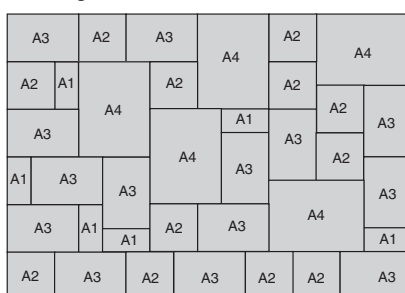 A3 A2 A3 A4 A2 A4
A2 A1 A4 A2 A2
A2 A3
A3 A4 A1 A3
A1 A3 A3 A3 A2
A3
A3 A1 A2 A3 A4
A1 A1
A2 A3 A2 A3 A2 A2 A3